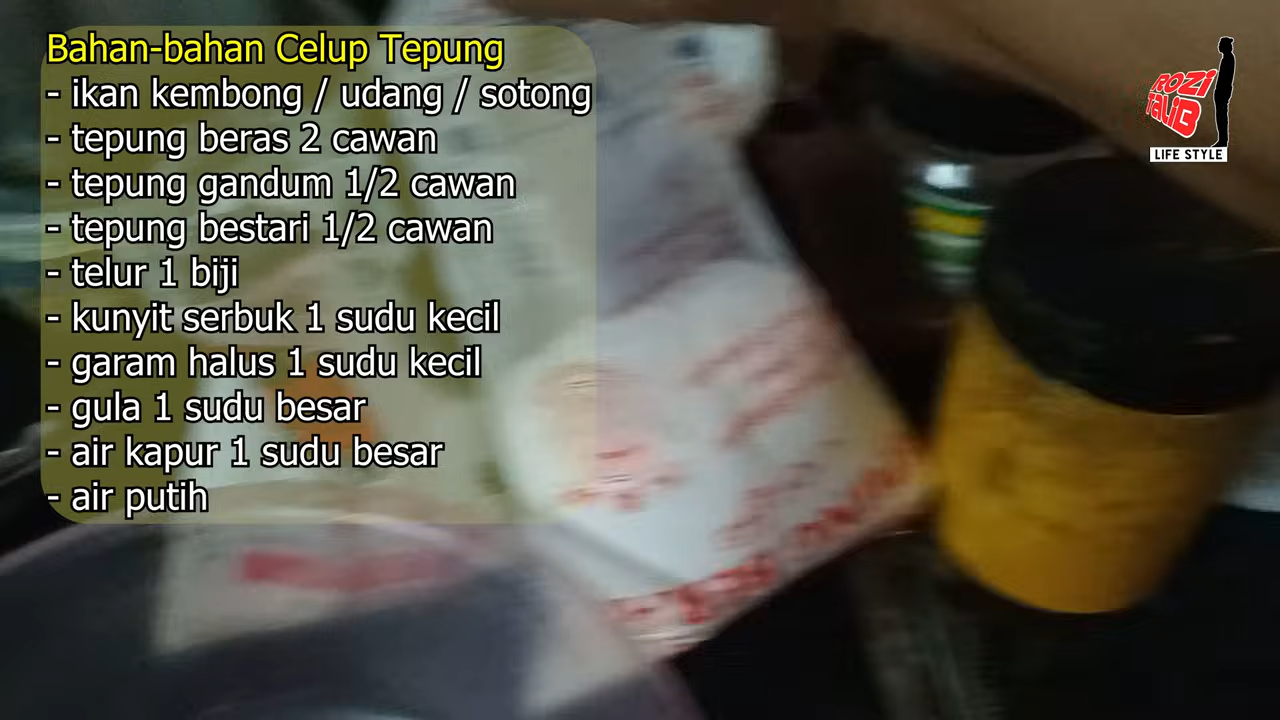 Bahan-bahan Celup Tepung
- ikan kembong / udang / sotong
- tepung beras 2 cawan
- tepung gandum 1/2 cawan
- tepung bestari 1/2 cawan
- telur 1 biji
- kunyit serbuk 1 sudu kecil
- garam halus 1 sudu kecil
- gula 1 sudu besar
- air kapur 1 sudu besar
- air putih
ROZI
TALIB
LIFE STYLE